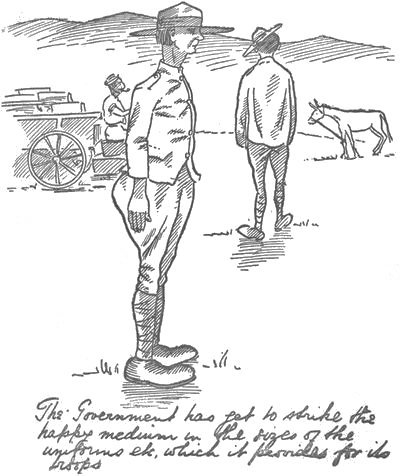 The Government has yet to strike the
happy medium in the sizes of the
uniforms etc, which it provides for its
troops